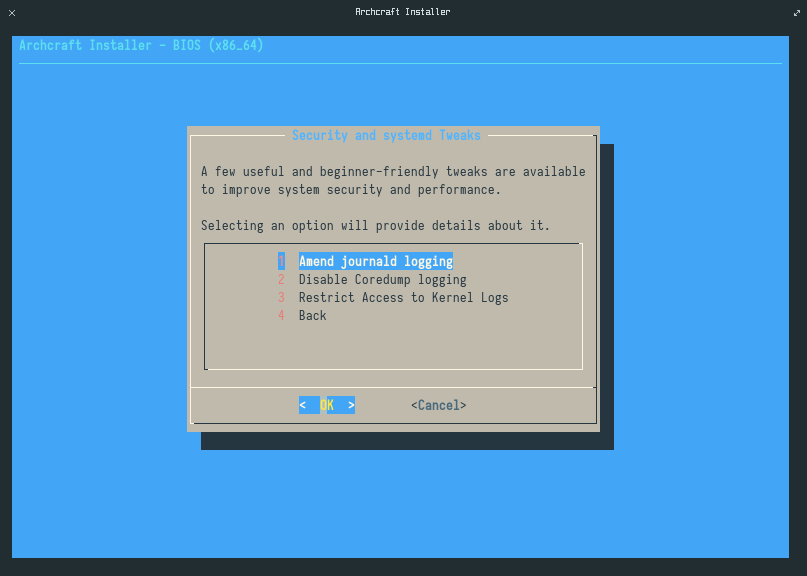 Archcraft Installer
Archcraft Installer - BIOS (x86_64)
Security and systemd Tweaks
A few useful and beginner-friendly tweaks are available
to improve system security and performance.
Selecting an option will provide details about it.
1 Amend journald logging
2 Disable Coredump logging
3 Restrict Access to Kernel Logs
4 Back
< OK > <Cancel>